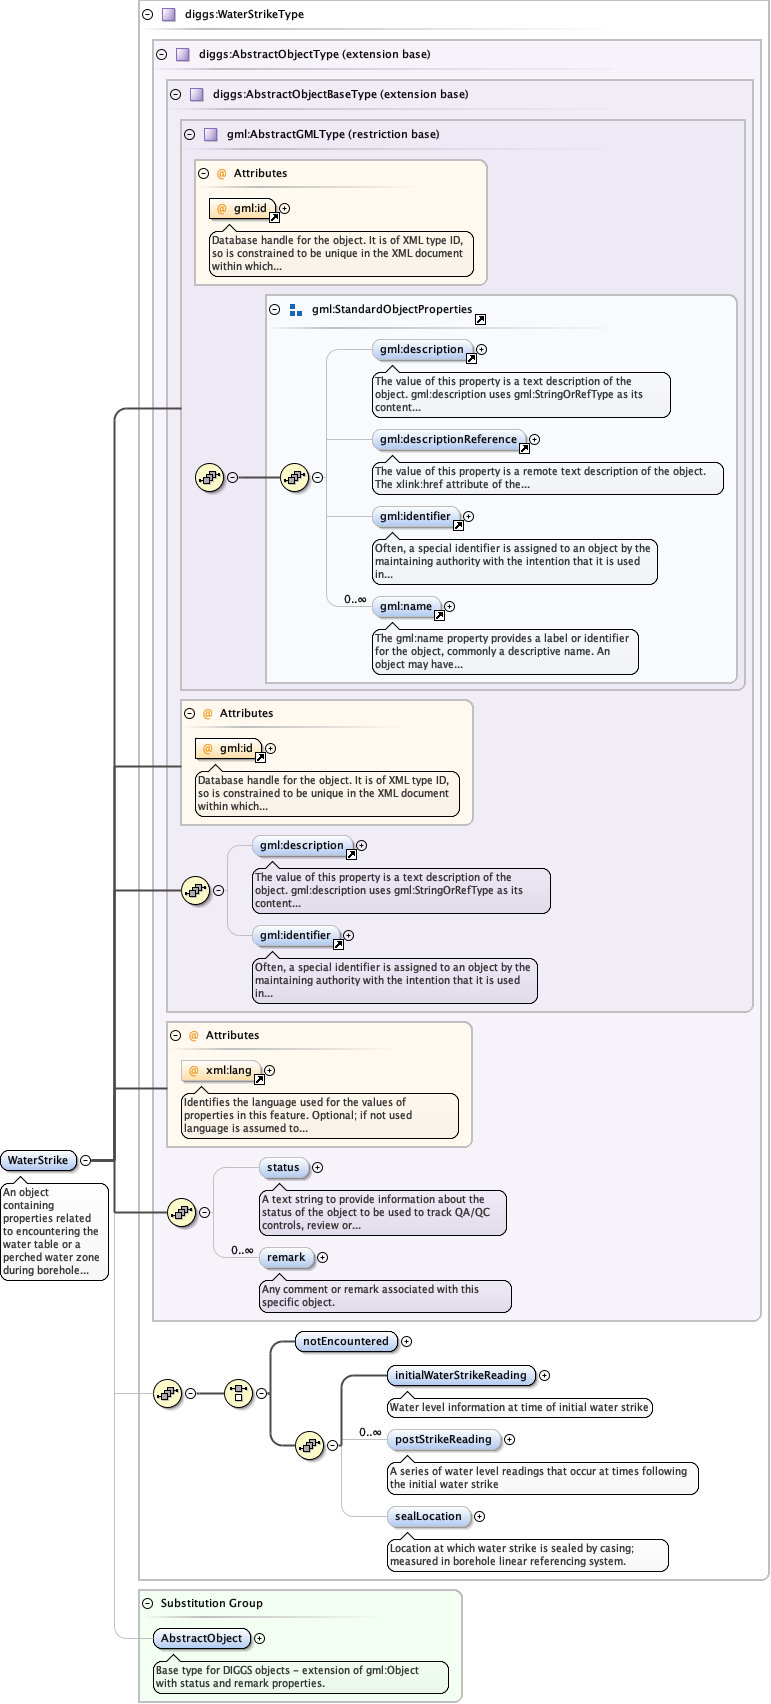 diggs:WaterStrikeType
diggs:AbstractObjectType (extension base)
diggs:AbstractObjectBaseType (extension base)
gml:AbstractGMLType (restriction base)
@ Attributes
@ gml:id
Database handle for the object. It is of XML type ID,
so is constrained to be unique in the XML document
within which...
gml:StandardObjectProperties
gml:description
The value of this property is a text description of the
object. gml:description uses gml:StringOrRefType as its
content...
gml:descriptionReference
The value of this property is a remote text description of the object.
The xlink:href attribute of the...
gml:identifier
Often, a special identifier is assigned to an object by the
maintaining authority with the intention that it is used
in...
0..∞
gml:name
The gml:name property provides a label or identifier
for the object, commonly a descriptive name. An
object may have...
@ Attributes
@ gml:id
Database handle for the object. It is of XML type ID,
so is constrained to be unique in the XML document
within which...
gml:description
The value of this property is a text description of the
object. gml:description uses gml:StringOrRefType as its
content...
gml:identifier
Often, a special identifier is assigned to an object by the
maintaining authority with the intention that it is used
in...
@ Attributes
@ xml:lang
Identifies the language used for the values of
properties in this feature. Optional; if not used
language is assumed to...
WaterStrike
An object
containing
properties related
to encountering the
water table or a
perched water zone
during borehole...
status
A text string to provide information about the
status of the object to be used to track QA/QC
controls, review or...
0..∞
remark
Any comment or remark associated with this
specific object.
notEncountered
initialWaterStrikeReading
Water level information at time of initial water strike
0..∞
postStrikeReading
A series of water level readings that occur at times following
the initial water strike
sealLocation
Location at which water strike is sealed by casing;
measured in borehole linear referencing system.
Substitution Group
AbstractObject
Base type for DIGGS objects - extension of gml:Object
with status and remark properties.